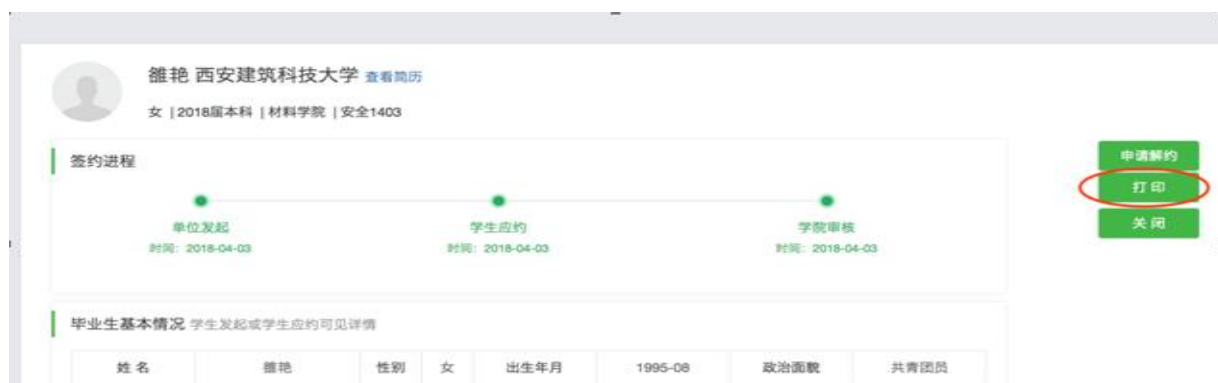 雒艳 西安建筑科技大学 查看简历
女 | 2018届本科 | 材料学院 | 安全1403
签约进程
申请解约
打 印
关 闭
单位发起 学生应约 学院审核
时间：2018-04-03 时间：2018-04-03 时间：2018-04-03
毕业生基本情况 学生发起或学生应约可见详情
姓 名 雒艳 性别 女 出生年月 1995-08 政治面貌 共青团员